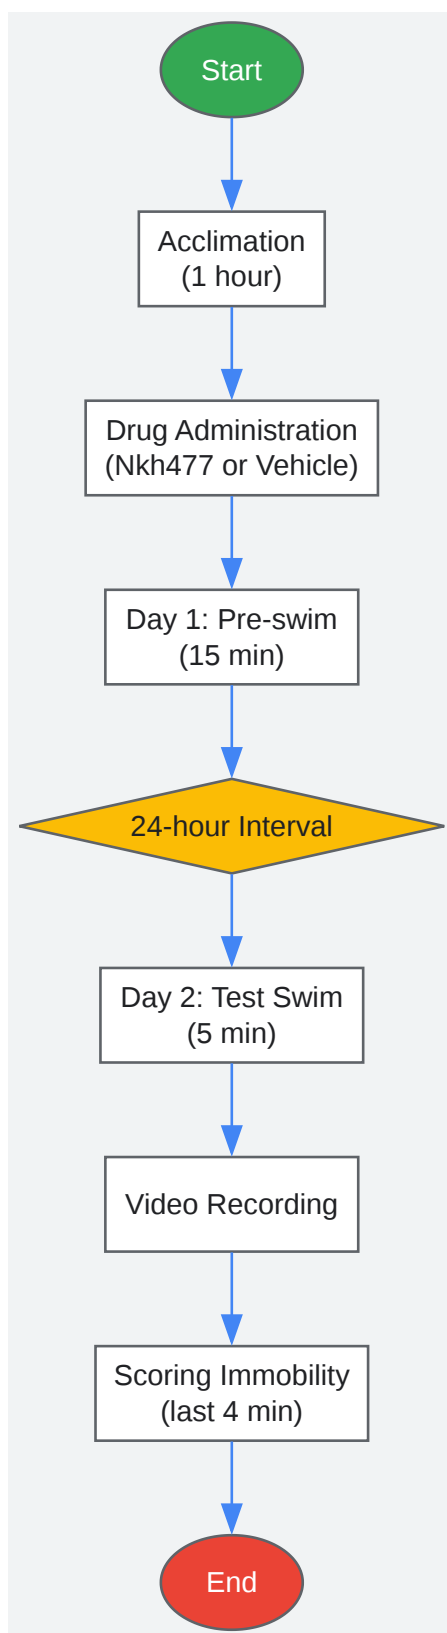 Start
Acclimation
(1 hour)
Drug Administration
(Nkh477 or Vehicle)
Day 1: Pre-swim
(15 min)
24-hour Interval
Day 2: Test Swim
(5 min)
Video Recording
Scoring Immobility
(last 4 min)
End